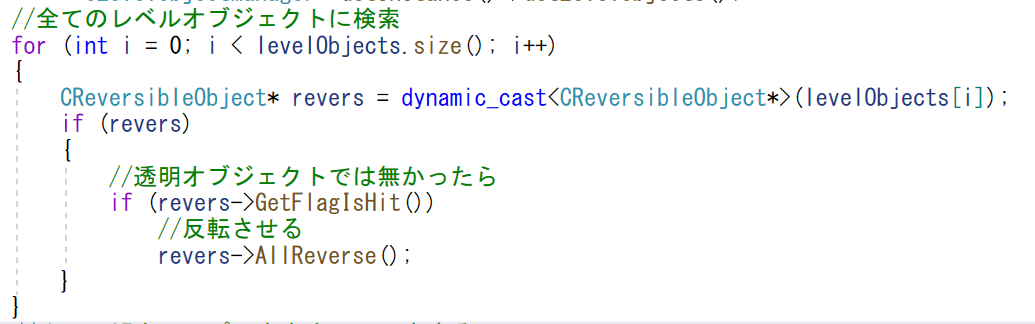 //全てのレベルオブジェクトに検索
for (int i = 0; i < levelObjects.size(); i++)
{
CReversibleObject* revers = dynamic_cast<CReversibleObject*>(levelObjects[i]);
if (revers)
{
//透明オブジェクトでは無かったら
if (revers->GetFlagIsHit())
//反転させる
revers->AllReverse();
}
}